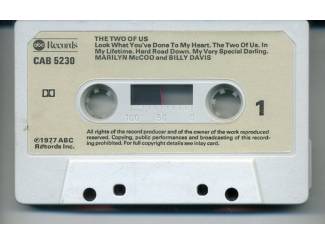 abc Records
CAB 5230
THE TWO OF US
Look What You've Done To My Heart. The Two Of Us. In
My Lifetime. Hard Road Down. My Very Special Darling.
MARILYN McCOO and BILLY DAVIS
1
100 50 0
℗1977 ABC
Records Inc.
All rights of the record producer and of the owner of the work reproduced
reserved. Copying, public performances and broadcasting of this record-
ing prohibited. For full copyright details see inlay card.